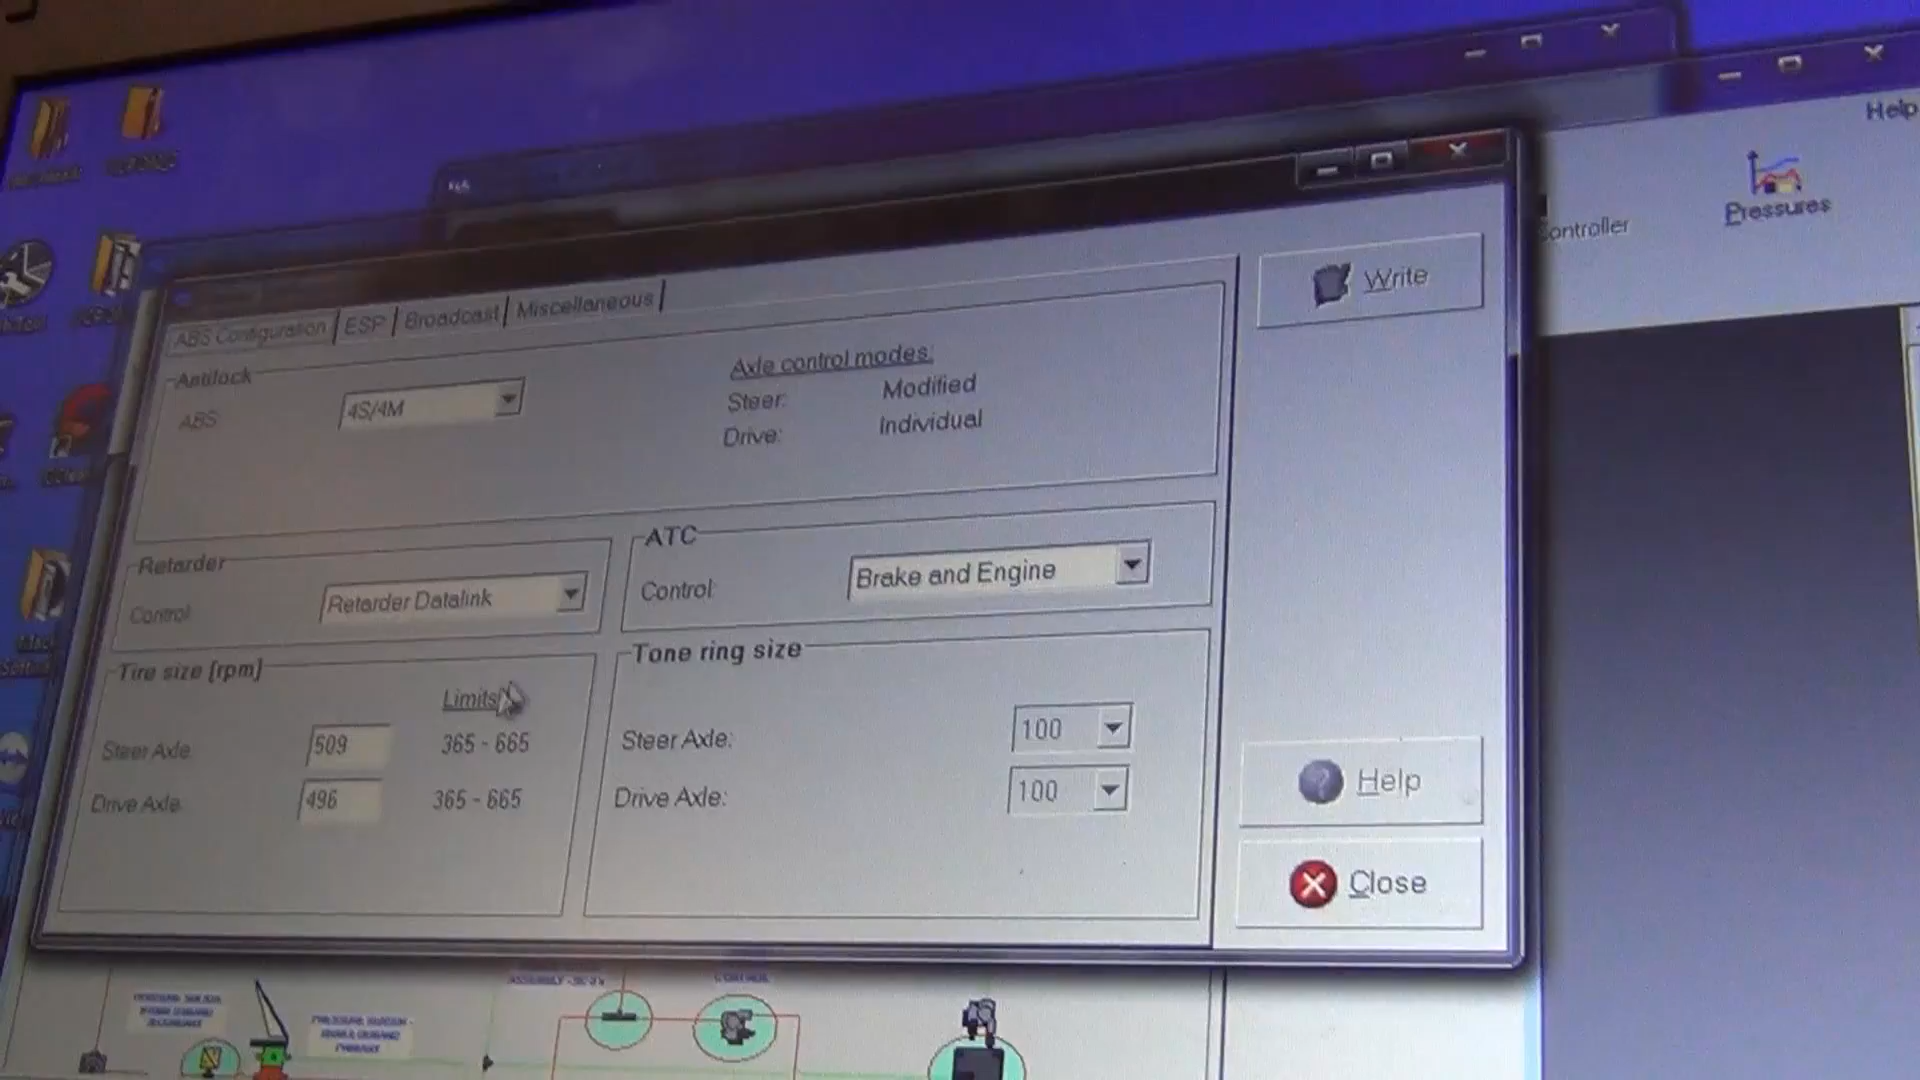 Help
Pressures
Controller
Write
ABS Configuration
ESP
Broadcast
Miscellaneous
Antilock
ABS
4S/4M
Axle control modes:
Steer: Modified
Drive: Individual
Retarder
Control
Retarder Datalink
ATC
Control:
Brake and Engine
Tire size [rpm]
Limits
Steer Axle 509 365 - 665
Drive Axle 496 365 - 665
Tone ring size
Steer Axle: 100
Drive Axle: 100
Help
Close